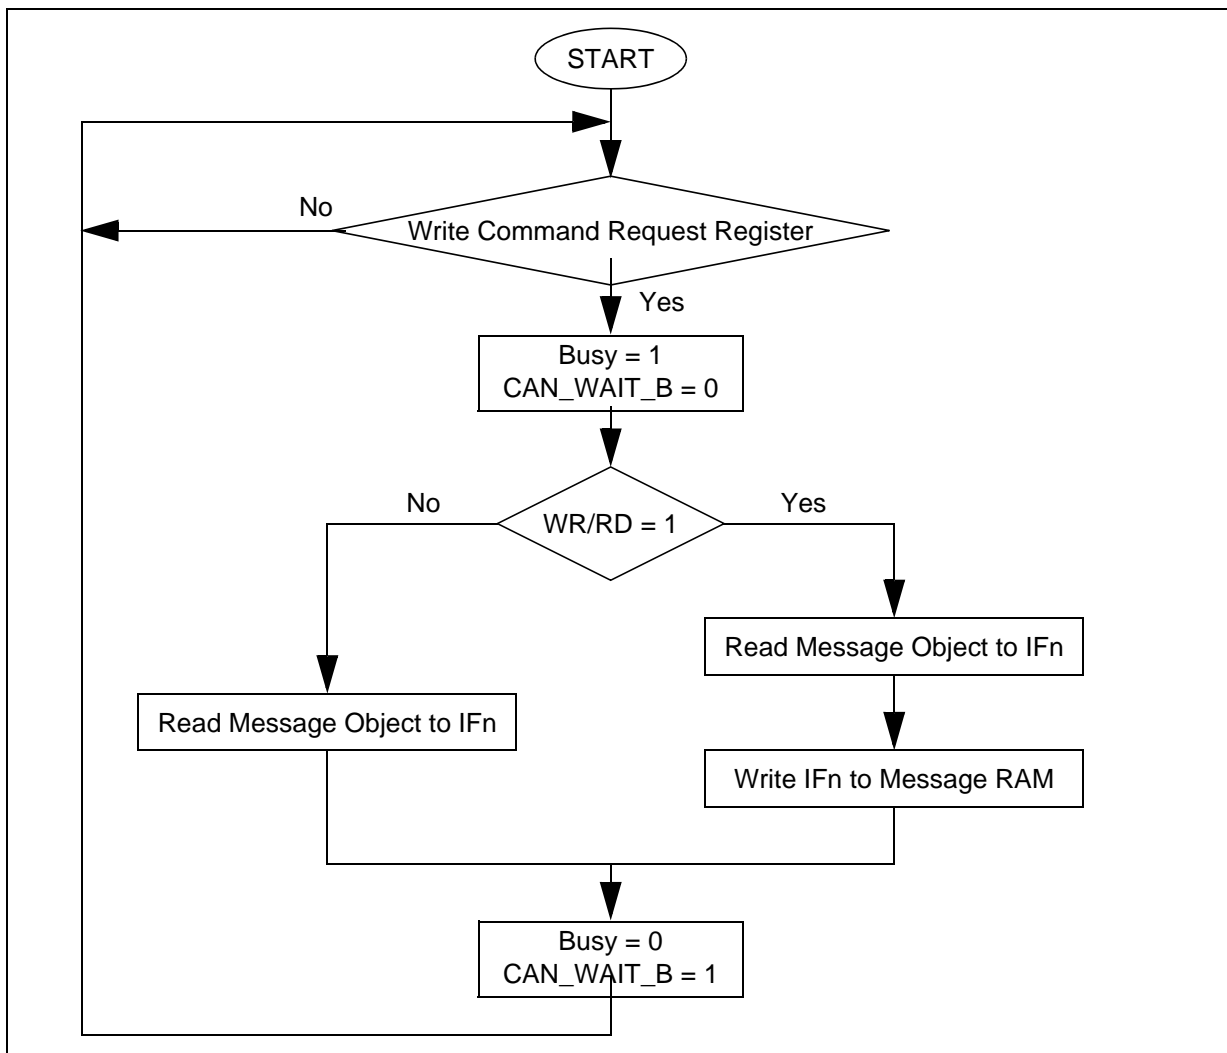 START
No
Write Command Request Register
Yes
Busy = 1
CAN_WAIT_B = 0
No
WR/RD = 1
Yes
Read Message Object to IFn
Read Message Object to IFn
Write IFn to Message RAM
Busy = 0
CAN_WAIT_B = 1